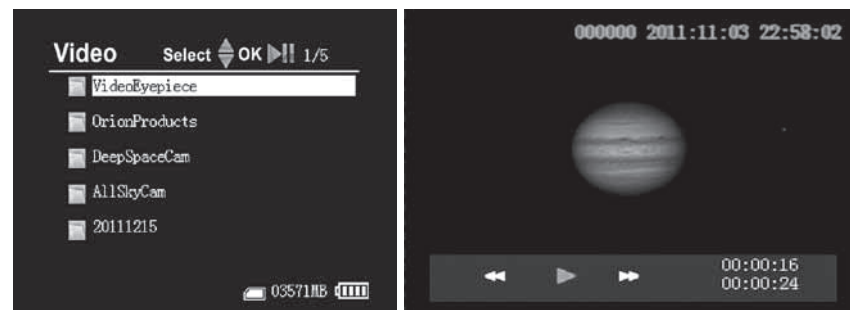 Video Select OK 1/5
VideoEyepiece
OrionProducts
DeepSpaceCam
AllSkyCam
20111215
03571MB
000000 2011:11:03 22:58:02
00:00:16
00:00:24